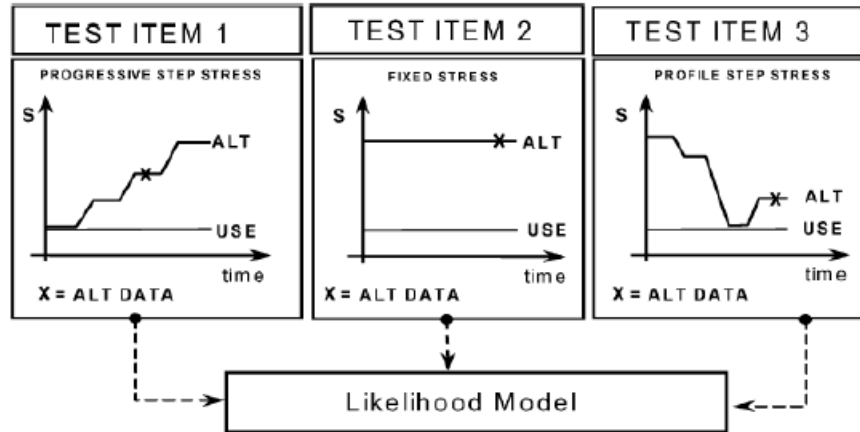 TEST ITEM 1
PROGRESSIVE STEP STRESS
S
ALT
X
USE
time
X = ALT DATA
TEST ITEM 2
FIXED STRESS
S
X
ALT
USE
time
X = ALT DATA
TEST ITEM 3
PROFILE STEP STRESS
S
X
ALT
USE
time
X = ALT DATA
Likelihood Model